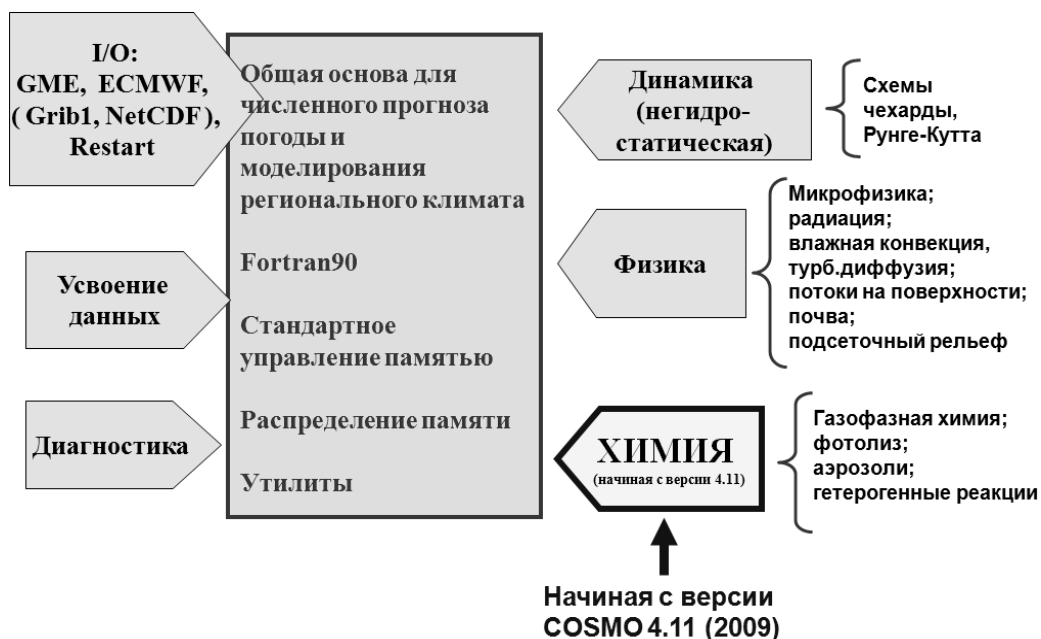 I/O:
GME, ECMWF,
( Grib1, NetCDF ),
Restart
Усвоение
данных
Диагностика
Общая основа для
численного прогноза
погоды и
моделирования
регионального климата
Fortran90
Стандартное
управление памятью
Распределение памяти
Утилиты
Динамика
(негидро-
статическая)
Схемы
чехарды,
Рунге-Кутта
Физика
Микрофизика;
радиация;
влажная конвекция,
турб.диффузия;
потоки на поверхности;
почва;
подсеточный рельеф
ХИМИЯ
(начиная с версии 4.11)
Газофазная химия;
фотолиз;
аэрозоли;
гетерогенные реакции
Начиная с версии
COSMO 4.11 (2009)